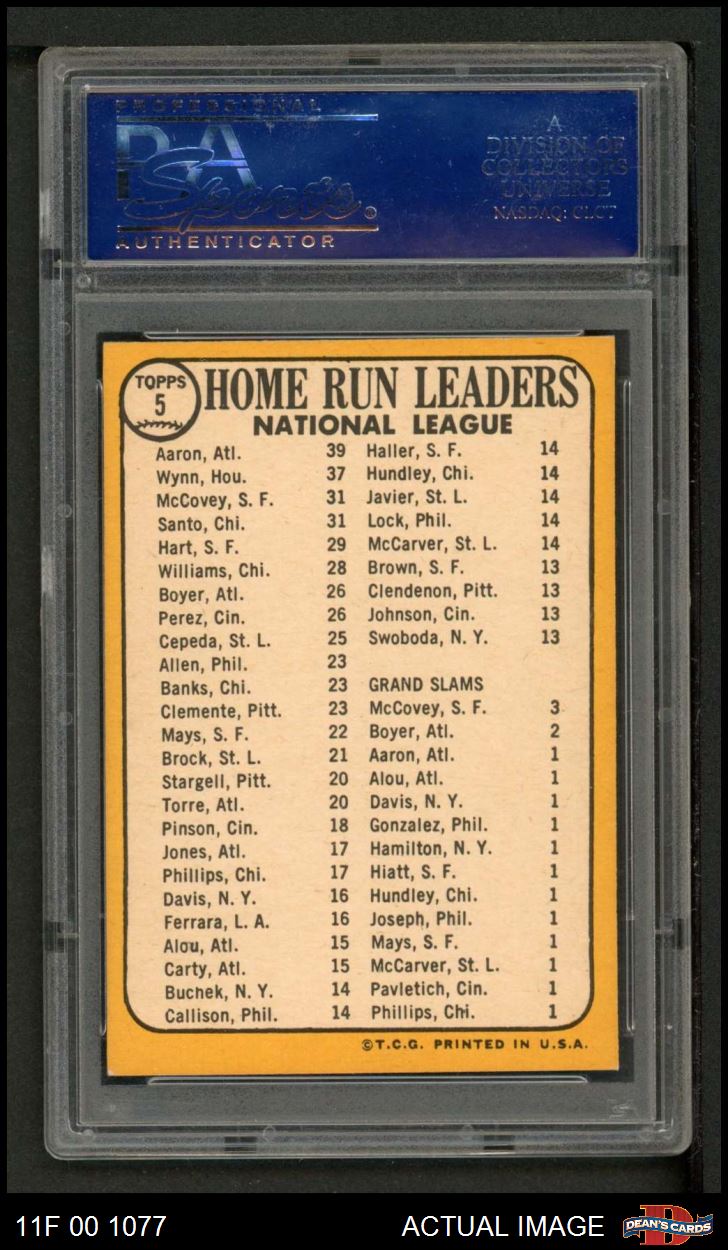 PROFESSIONAL
PSA
Sports
AUTHENTICATOR
A
DIVISION OF
COLLECTORS
UNIVERSE
NASDAQ: CLCT
TOPPS
5
HOME RUN LEADERS
NATIONAL LEAGUE
Aaron, Atl. 39
Wynn, Hou. 37
McCovey, S. F. 31
Santo, Chi. 31
Hart, S. F. 29
Williams, Chi. 28
Boyer, Atl. 26
Perez, Cin. 26
Cepeda, St. L. 25
Allen, Phil. 23
Banks, Chi. 23
Clemente, Pitt. 23
Mays, S. F. 22
Brock, St. L. 21
Stargell, Pitt. 20
Torre, Atl. 20
Pinson, Cin. 18
Jones, Atl. 17
Phillips, Chi. 17
Davis, N. Y. 16
Ferrara, L. A. 16
Alou, Atl. 15
Carty, Atl. 15
Buchek, N. Y. 14
Callison, Phil. 14
Haller, S. F. 14
Hundley, Chi. 14
Javier, St. L. 14
Lock, Phil. 14
McCarver, St. L. 14
Brown, S. F. 13
Clendenon, Pitt. 13
Johnson, Cin. 13
Swoboda, N. Y. 13
GRAND SLAMS
McCovey, S. F. 3
Boyer, Atl. 2
Aaron, Atl. 1
Alou, Atl. 1
Davis, N. Y. 1
Gonzalez, Phil. 1
Hamilton, N. Y. 1
Hiatt, S. F. 1
Hundley, Chi. 1
Joseph, Phil. 1
Mays, S. F. 1
McCarver, St. L. 1
Pavletich, Cin. 1
Phillips, Chi. 1
©T.C.G. PRINTED IN U.S.A.
11F 00 1077
ACTUAL IMAGE
DEAN'S CARDS